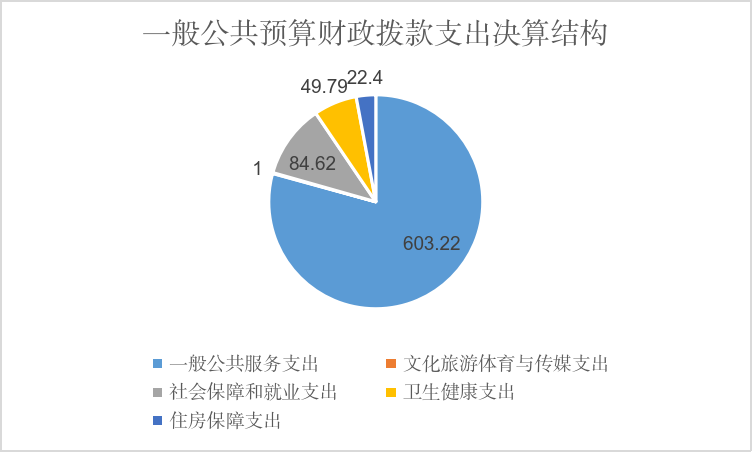 一般公共预算财政拨款支出决算结构
22.4
49.79
1
84.62
603.22
一般公共服务支出
文化旅游体育与传媒支出
社会保障和就业支出
卫生健康支出
住房保障支出